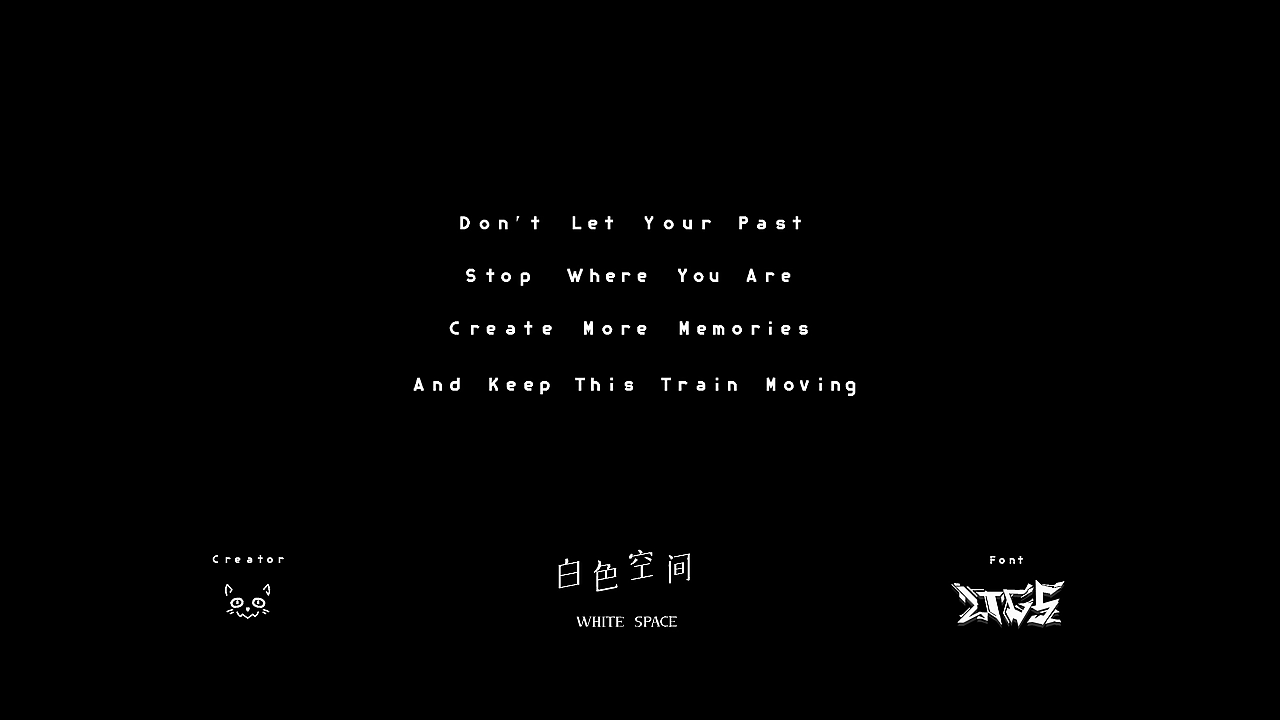 Don't Let Your Past
Stop Where You Are
Create More Memories
And Keep This Train Moving
Creator
白色空间
WHITE SPACE
Font